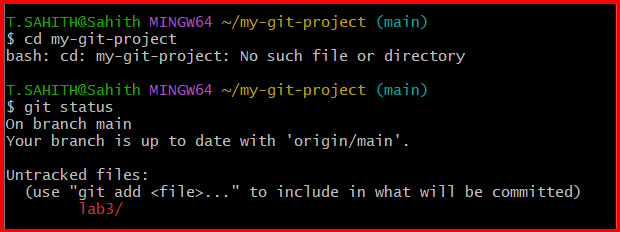 T.SAHITH@Sahith MINGW64 ~/my-git-project (main)
$ cd my-git-project
bash: cd: my-git-project: No such file or directory
T.SAHITH@Sahith MINGW64 ~/my-git-project (main)
$ git status
On branch main
Your branch is up to date with 'origin/main'.
Untracked files:
(use "git add <file>..." to include in what will be committed)
lab3/